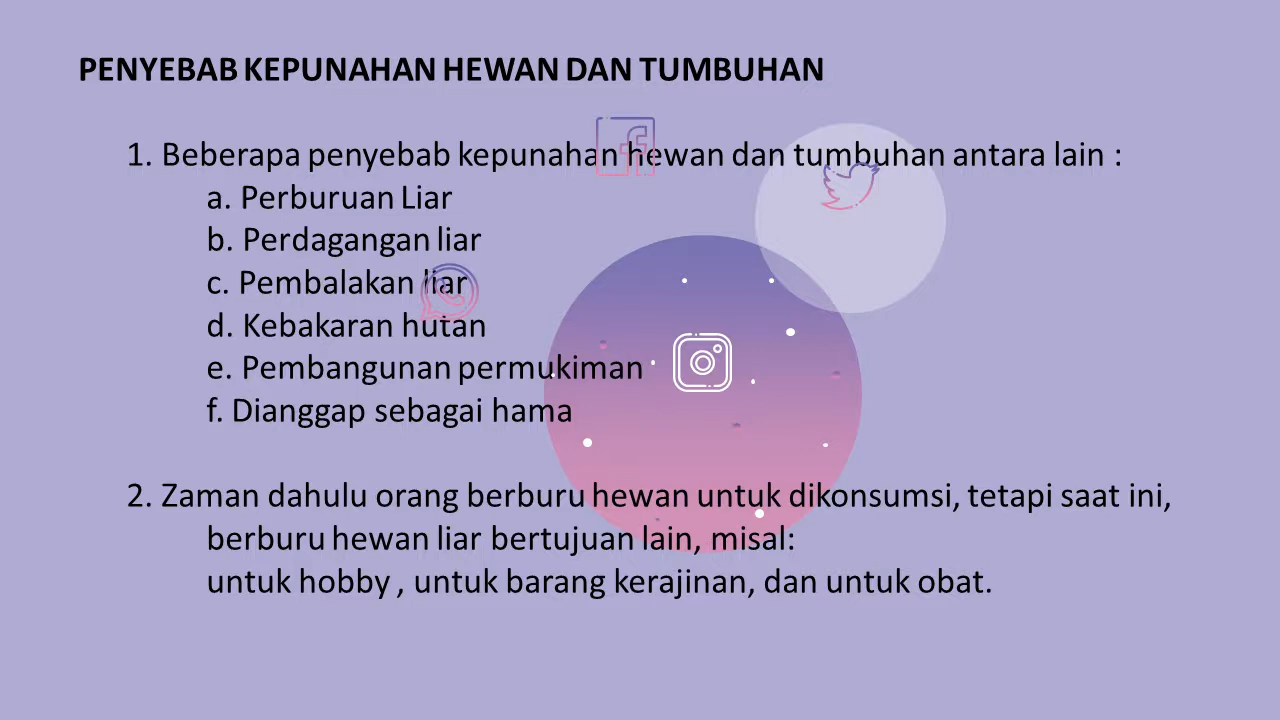 PENYEBAB KEPUNAHAN HEWAN DAN TUMBUHAN
1. Beberapa penyebab kepunahan hewan dan tumbuhan antara lain :
a. Perburuan Liar
b. Perdagangan liar
c. Pembalakan liar
d. Kebakaran hutan
e. Pembangunan permukiman
f. Dianggap sebagai hama
2. Zaman dahulu orang berburu hewan untuk dikonsumsi, tetapi saat ini,
berburu hewan liar bertujuan lain, misal:
untuk hobby , untuk barang kerajinan, dan untuk obat.